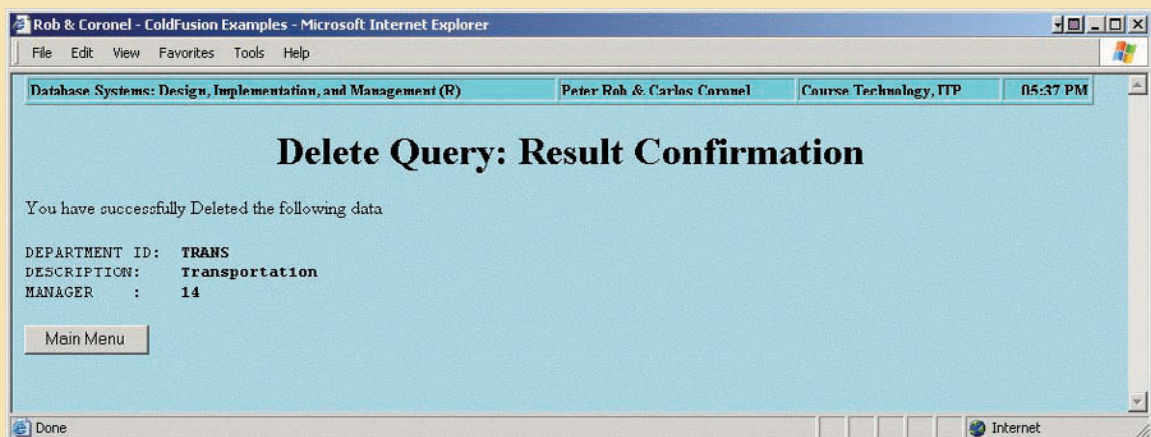 Rob & Coronel - ColdFusion Examples - Microsoft Internet Explorer
File Edit View Favorites Tools Help
Database Systems: Design, Implementation, and Management (R) Peter Rob & Carlos Coronel Course Technology, ITP 05:37 PM
Delete Query: Result Confirmation
You have successfully Deleted the following data
DEPARTMENT ID: TRANS
DESCRIPTION: Transportation
MANAGER : 14
Main Menu
Done Internet